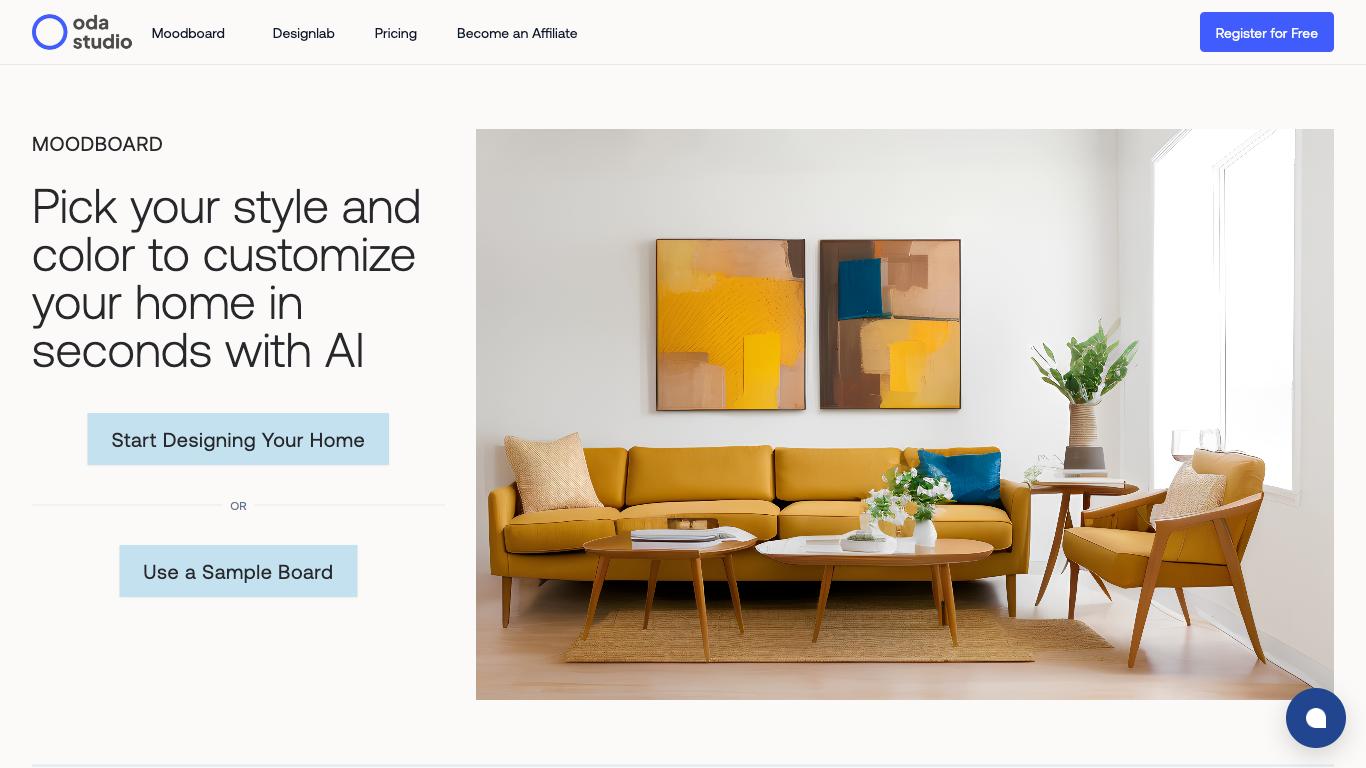 oda
studio
Moodboard
Designlab
Pricing
Become an Affiliate
Register for Free
MOODBOARD
Pick your style and
color to customize
your home in
seconds with AI
Start Designing Your Home
OR
Use a Sample Board